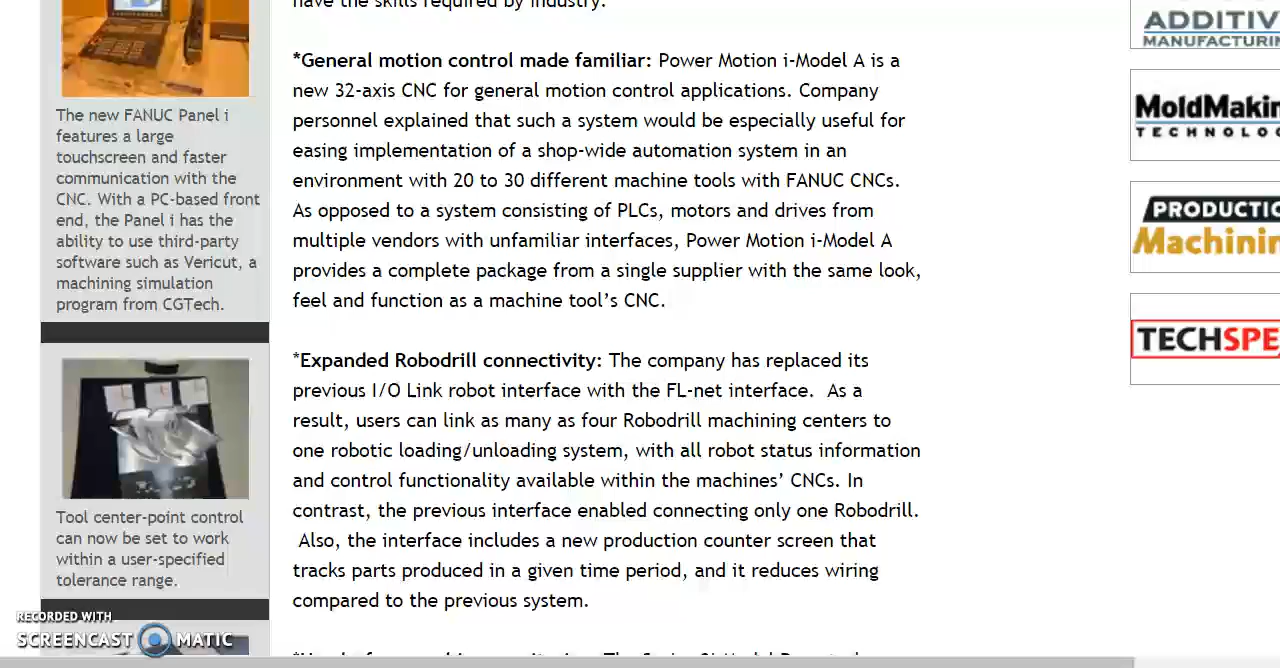 The new FANUC Panel i
features a large
touchscreen and faster
communication with the
CNC. With a PC-based front
end, the Panel i has the
ability to use third-party
software such as Vericut, a
machining simulation
program from CGTech.
Tool center-point control
can now be set to work
within a user-specified
tolerance range.
RECORDED WITH
SCREENCAST MATIC
have the skills required by industry.
*General motion control made familiar: Power Motion i-Model A is a
new 32-axis CNC for general motion control applications. Company
personnel explained that such a system would be especially useful for
easing implementation of a shop-wide automation system in an
environment with 20 to 30 different machine tools with FANUC CNCs.
As opposed to a system consisting of PLCs, motors and drives from
multiple vendors with unfamiliar interfaces, Power Motion i-Model A
provides a complete package from a single supplier with the same look,
feel and function as a machine tool’s CNC.
*Expanded Robodrill connectivity: The company has replaced its
previous I/O Link robot interface with the FL-net interface.  As a
result, users can link as many as four Robodrill machining centers to
one robotic loading/unloading system, with all robot status information
and control functionality available within the machines’ CNCs. In
contrast, the previous interface enabled connecting only one Robodrill.
Also, the interface includes a new production counter screen that
tracks parts produced in a given time period, and it reduces wiring
compared to the previous system.
ADDITIV
MANUFACTURIN
MoldMakin
TECHNOLO
PRODUCTIO
Machinin
TECHSPE